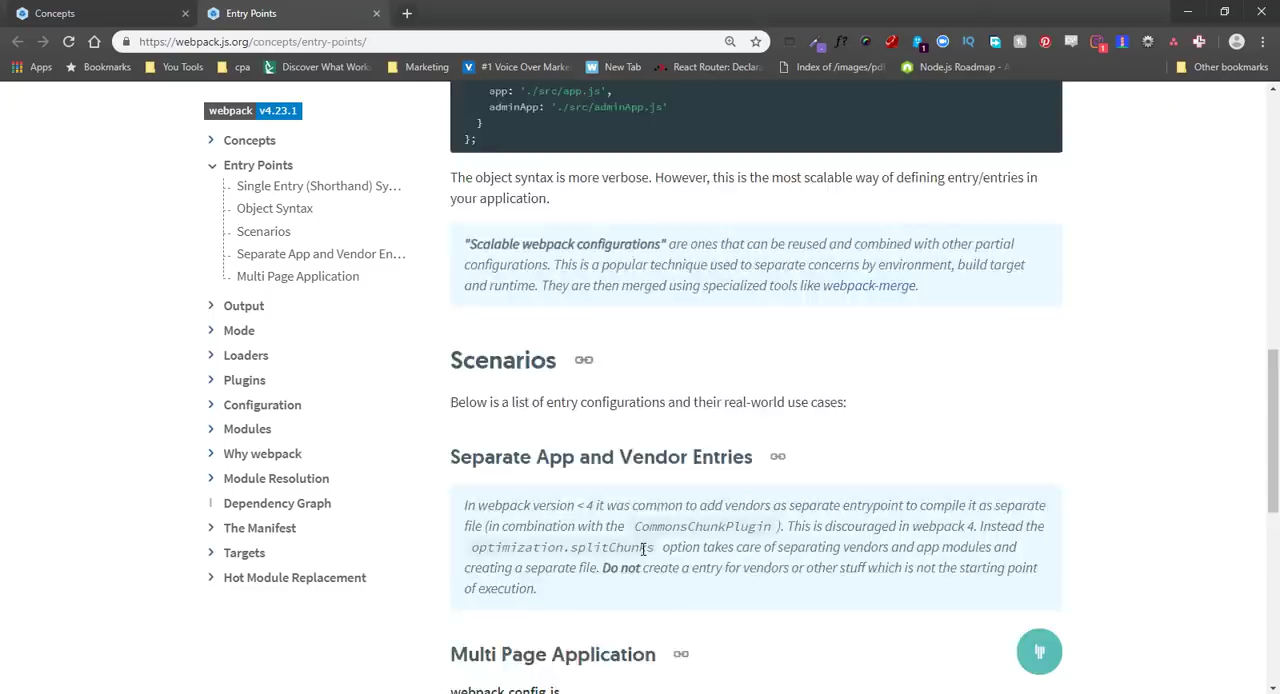 Concepts
Entry Points
https://webpack.js.org/concepts/entry-points/
Apps
Bookmarks
You Tools
cpa
Discover What Work
Marketing
#1 Voice Over Marke
New Tab
React Router: Decla
Index of /images/pdf
Node.js Roadmap -
Other bookmarks
webpack v4.23.1
Concepts
Entry Points
Single Entry (Shorthand) Sy...
Object Syntax
Scenarios
Separate App and Vendor En...
Multi Page Application
Output
Mode
Loaders
Plugins
Configuration
Modules
Why webpack
Module Resolution
Dependency Graph
The Manifest
Targets
Hot Module Replacement
app: './src/app.js',
adminApp: './src/adminApp.js'
}
};
The object syntax is more verbose. However, this is the most scalable way of defining entry/entries in
your application.
"Scalable webpack configurations" are ones that can be reused and combined with other partial
configurations. This is a popular technique used to separate concerns by environment, build target
and runtime. They are then merged using specialized tools like webpack-merge.
Scenarios
Below is a list of entry configurations and their real-world use cases:
Separate App and Vendor Entries
In webpack version < 4 it was common to add vendors as separate entrypoint to compile it as separate
file (in combination with the CommonsChunkPlugin ). This is discouraged in webpack 4. Instead the
optimization.splitChunks option takes care of separating vendors and app modules and
creating a separate file. Do not create a entry for vendors or other stuff which is not the starting point
of execution.
Multi Page Application
webpack.config.js